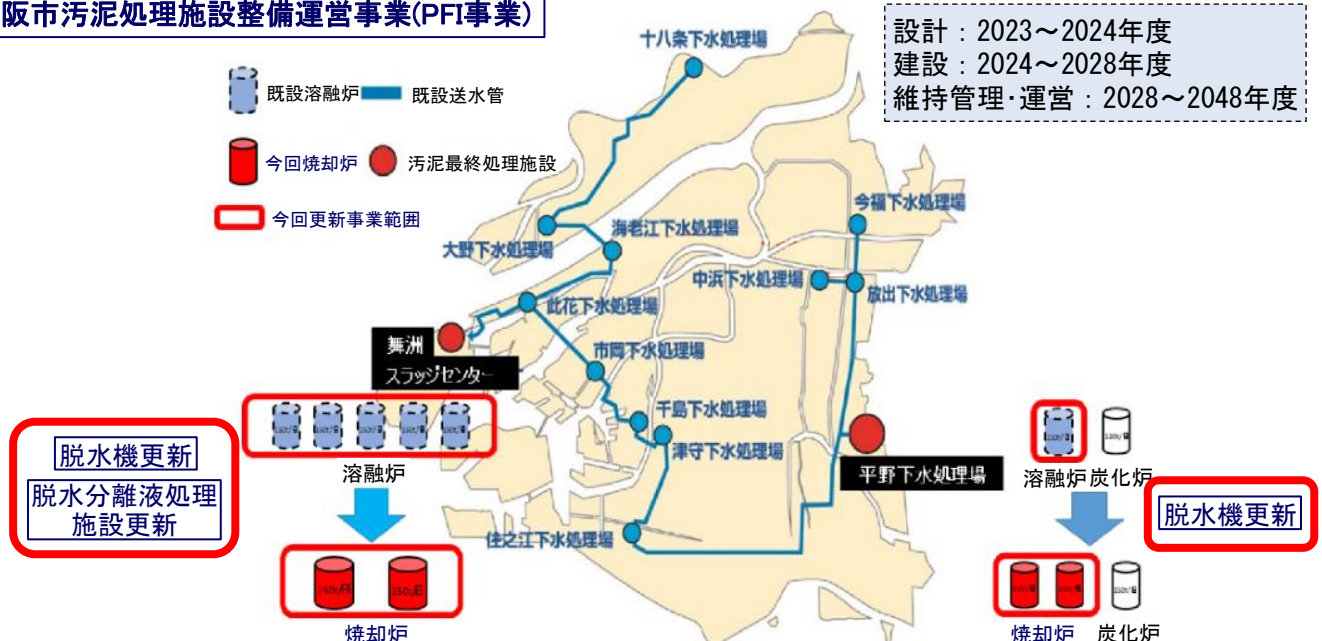 阪市汚泥処理施設整備運営事業(PFI事業)
設計：2023～2024年度
建設：2024～2028年度
維持管理･運営：2028～2048年度
既設溶融炉
既設送水管
今回焼却炉
汚泥最終処理施設
今回更新事業範囲
十八条下水処理場
今福下水処理場
大野下水処理場
海老江下水処理場
中浜下水処理場
放出下水処理場
此花下水処理場
舞洲
スラッジセンター
市岡下水処理場
千島下水処理場
津守下水処理場
平野下水処理場
住之江下水処理場
脱水機更新
脱水分離液処理
施設更新
溶融炉
焼却炉
溶融炉
炭化炉
脱水機更新
焼却炉
炭化炉